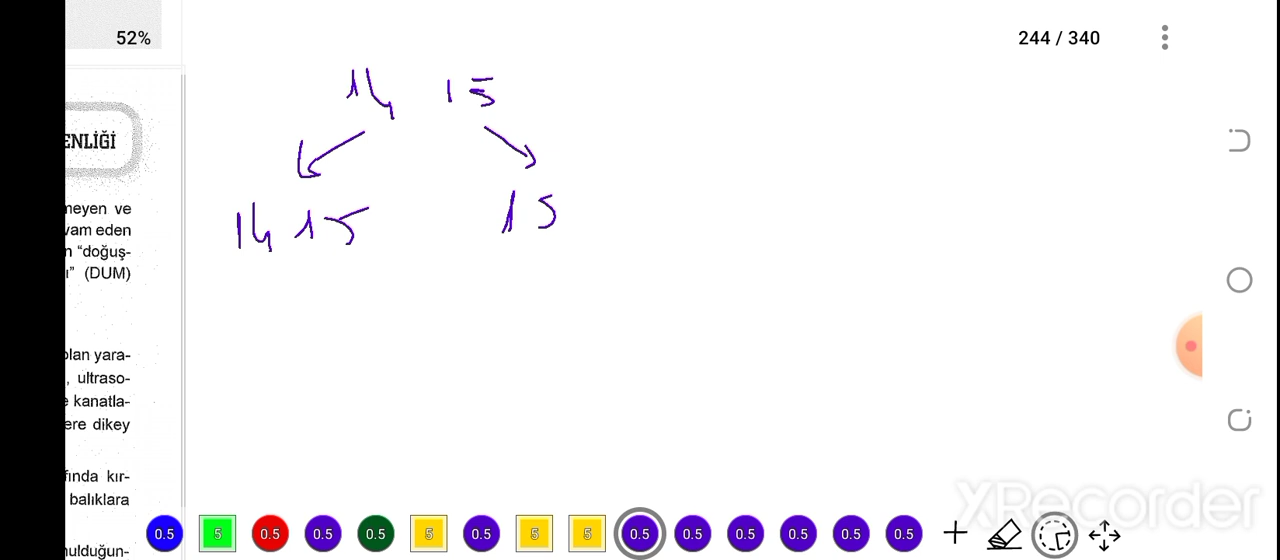 52%
244 / 340
14 15
ENLİĞİ
meyen ve
vam eden
14 15 15
n “doğuş-
ı” (DUM)
olan yara-
, ultraso-
e kanatla-
ere dikey
fında kır-
balıklara
nulduğun-
0.5 5 0.5 0.5 0.5 5 0.5 5 5 0.5 0.5 0.5 0.5 0.5 0.5
XRecorder